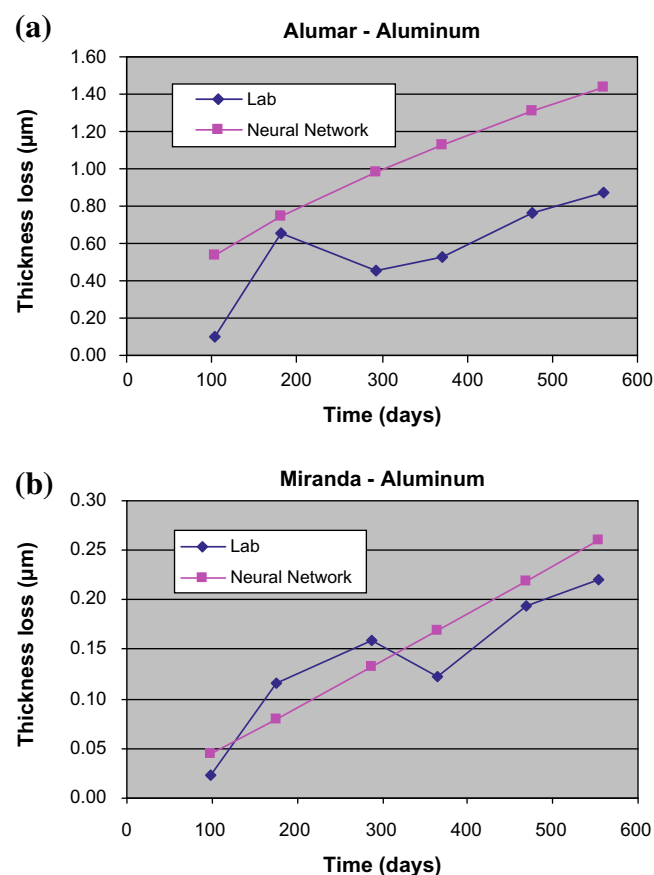 (a)
Alumar - Aluminum
Thickness loss (µm)
1.60
1.40
1.20
1.00
0.80
0.60
0.40
0.20
0.00
Lab
Neural Network
0 100 200 300 400 500 600
Time (days)
(b)
Miranda - Aluminum
Thickness loss (µm)
0.30
0.25
0.20
0.15
0.10
0.05
0.00
Lab
Neural Network
0 100 200 300 400 500 600
Time (days)